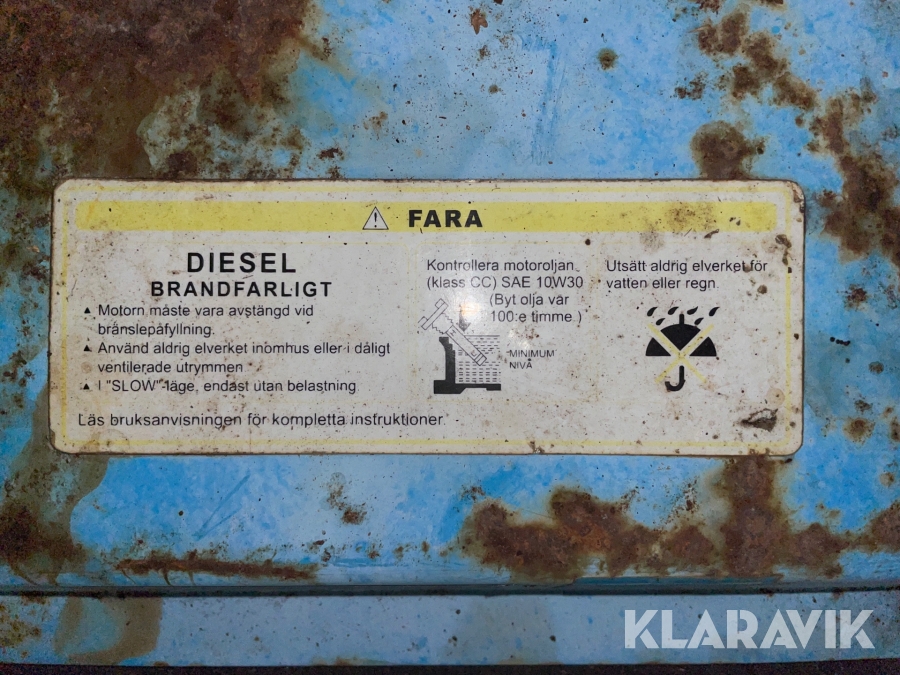 FARA
DIESEL
BRANDFARLIGT
▲ Motorn måste vara avstängd vid
bränslepåfyllning.
▲ Använd aldrig elverket inomhus eller i dåligt
ventilerade utrymmen
▲ I "SLOW"-läge, endast utan belastning.
Läs bruksanvisningen för kompletta instruktioner
Kontrollera motoroljan
(klass CC) SAE 10W30
(Byt olja var
100:e timme.)
MINIMUM
NIVÅ
Utsätt aldrig elverket för
vatten eller regn.
KLARAVIK